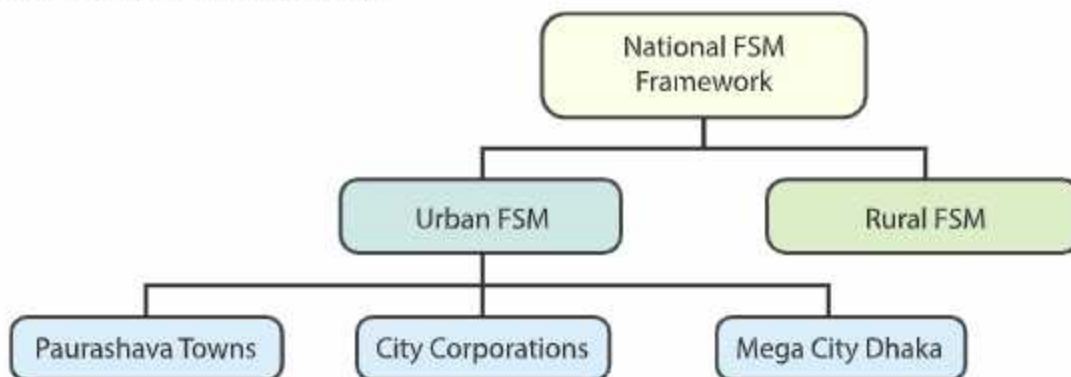 National FSM
Framework
Urban FSM
Rural FSM
Paurashava Towns
City Corporations
Mega City Dhaka